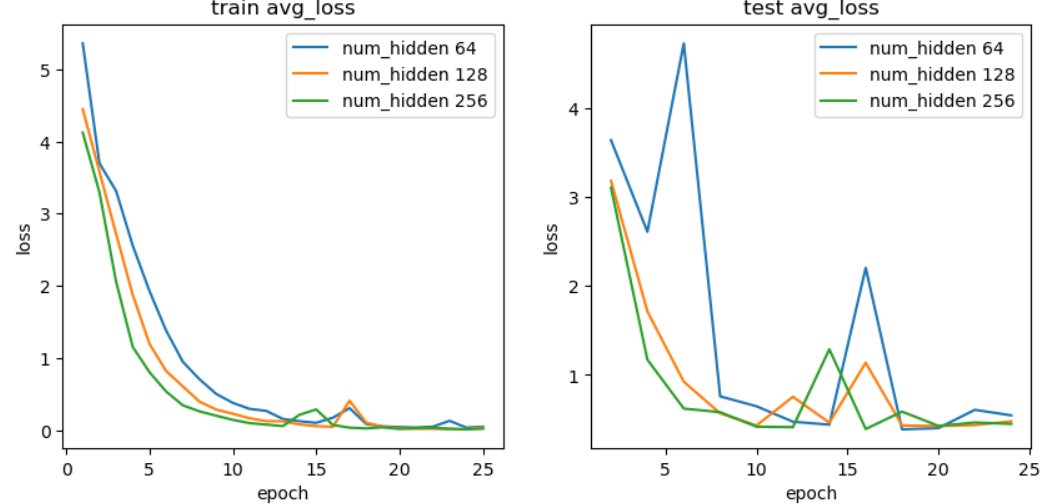 train avg_loss
num_hidden 64
num_hidden 128
num_hidden 256
5
4
3
2
1
0
loss
0 5 10 15 20 25
epoch
test avg_loss
num_hidden 64
num_hidden 128
num_hidden 256
4
3
2
1
loss
5 10 15 20 25
epoch